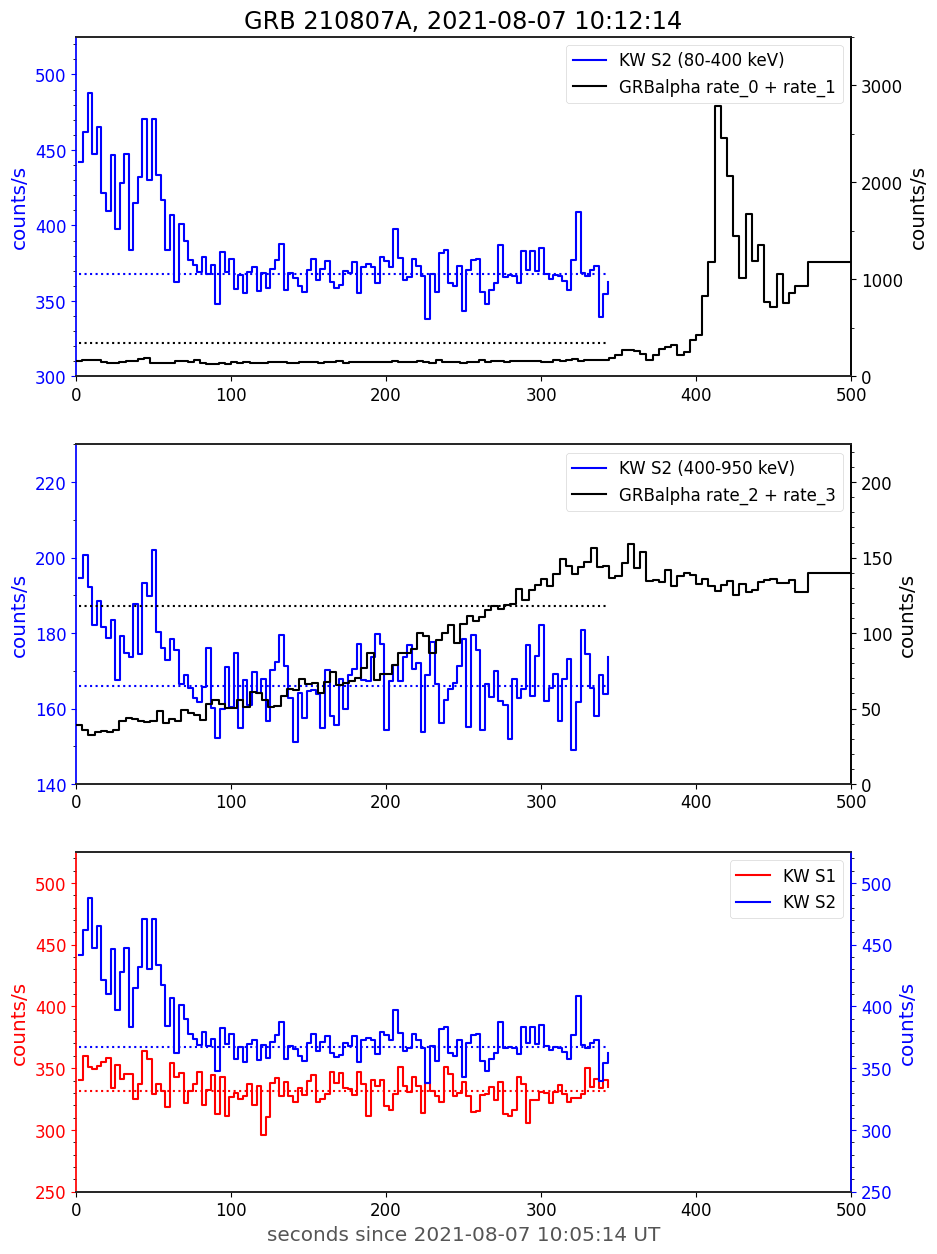 GRB 210807A, 2021-08-07 10:12:14
KW S2 (80-400 keV)
GRBalpha rate_0 + rate_1
counts/s
counts/s
500
450
400
350
300
3000
2000
1000
0
0 100 200 300 400 500
KW S2 (400-950 keV)
GRBalpha rate_2 + rate_3
counts/s
counts/s
220
200
180
160
140
200
150
100
50
0
0 100 200 300 400 500
KW S1
KW S2
counts/s
counts/s
500
450
400
350
300
250
500
450
400
350
300
250
0 100 200 300 400 500
seconds since 2021-08-07 10:05:14 UT